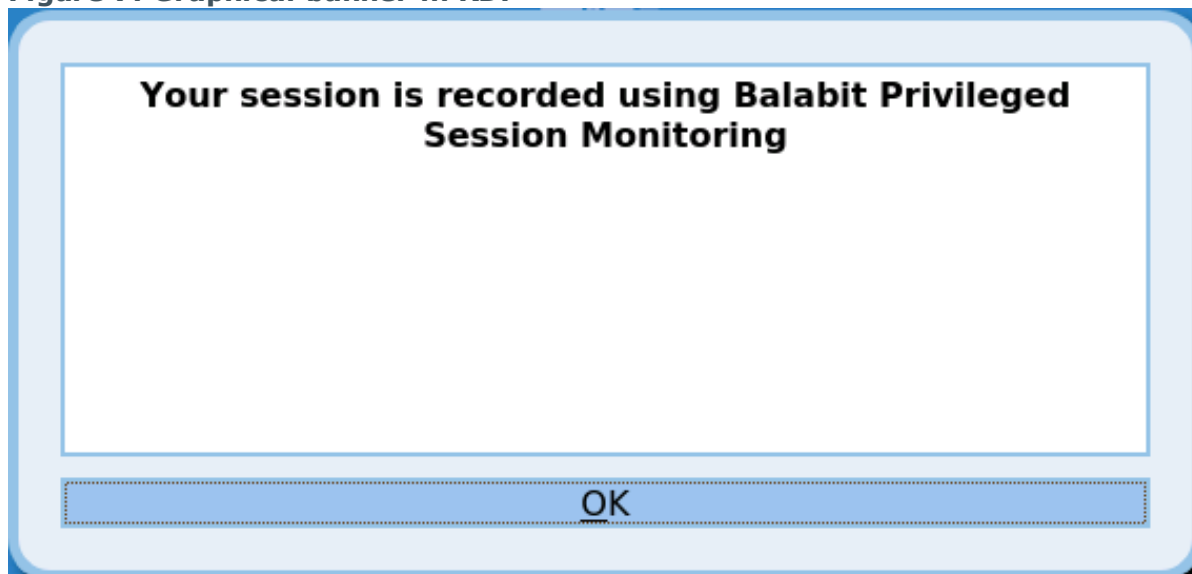 Your session is recorded using Balabit Privileged
Session Monitoring
OK